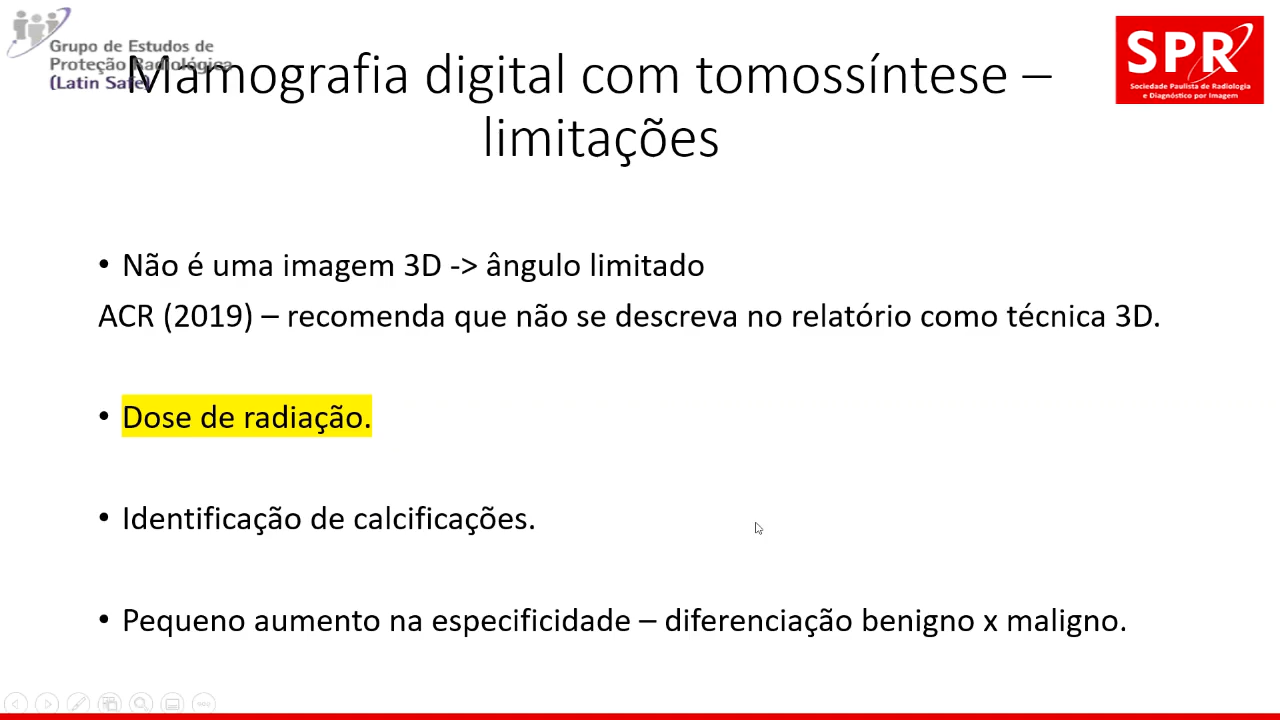 Grupo de Estudos de
Proteção Radiológica
(Latin Safe)
SPR
Sociedade Paulista de Radiologia
e Diagnóstico por Imagem
Mamografia digital com tomossíntese –
limitações
• Não é uma imagem 3D -> ângulo limitado
ACR (2019) – recomenda que não se descreva no relatório como técnica 3D.
• Dose de radiação.
• Identificação de calcificações.
• Pequeno aumento na especificidade – diferenciação benigno x maligno.